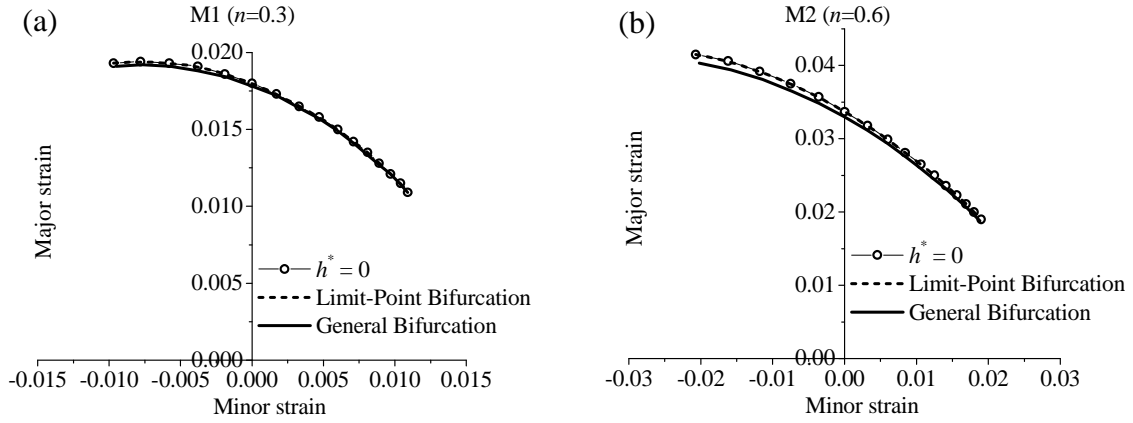 (a)
M1 (n=0.3)
0.020
0.015
0.010
0.005
0.000
Major strain
h* = 0
Limit-Point Bifurcation
General Bifurcation
-0.015 -0.010 -0.005 0.000 0.005 0.010 0.015
Minor strain
(b)
M2 (n=0.6)
0.04
0.03
0.02
0.01
0.00
Major strain
h* = 0
Limit-Point Bifurcation
General Bifurcation
-0.03 -0.02 -0.01 0.00 0.01 0.02 0.03
Minor strain